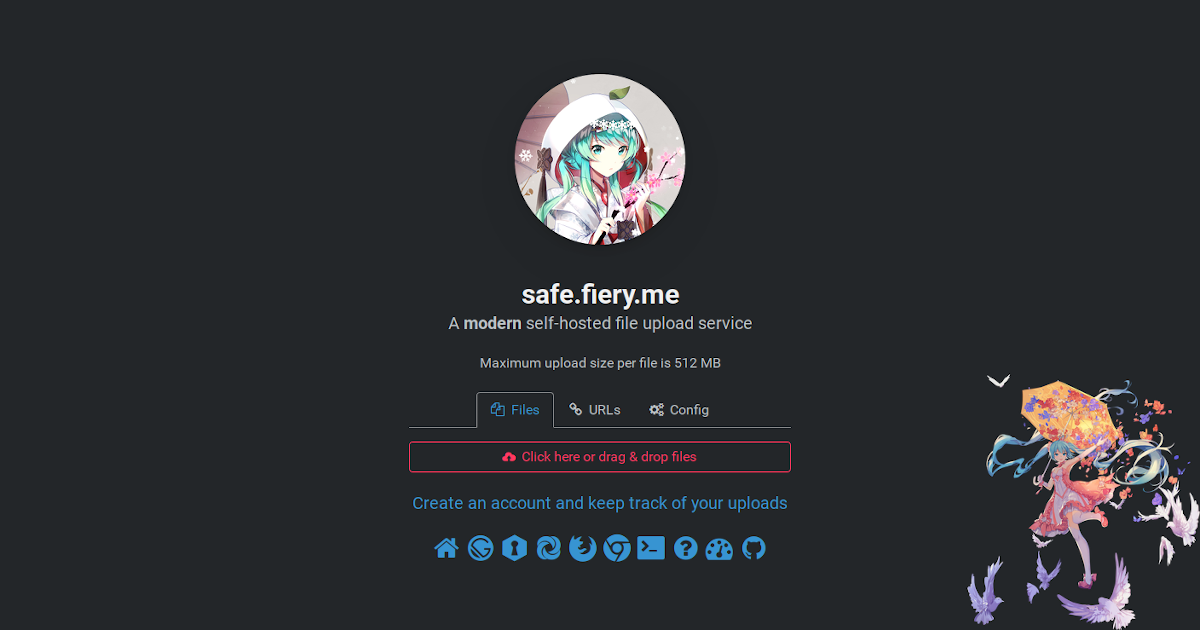 safe.fiery.me
A modern self-hosted file upload service
Maximum upload size per file is 512 MB
Files URLs Config
Click here or drag & drop files
Create an account and keep track of your uploads